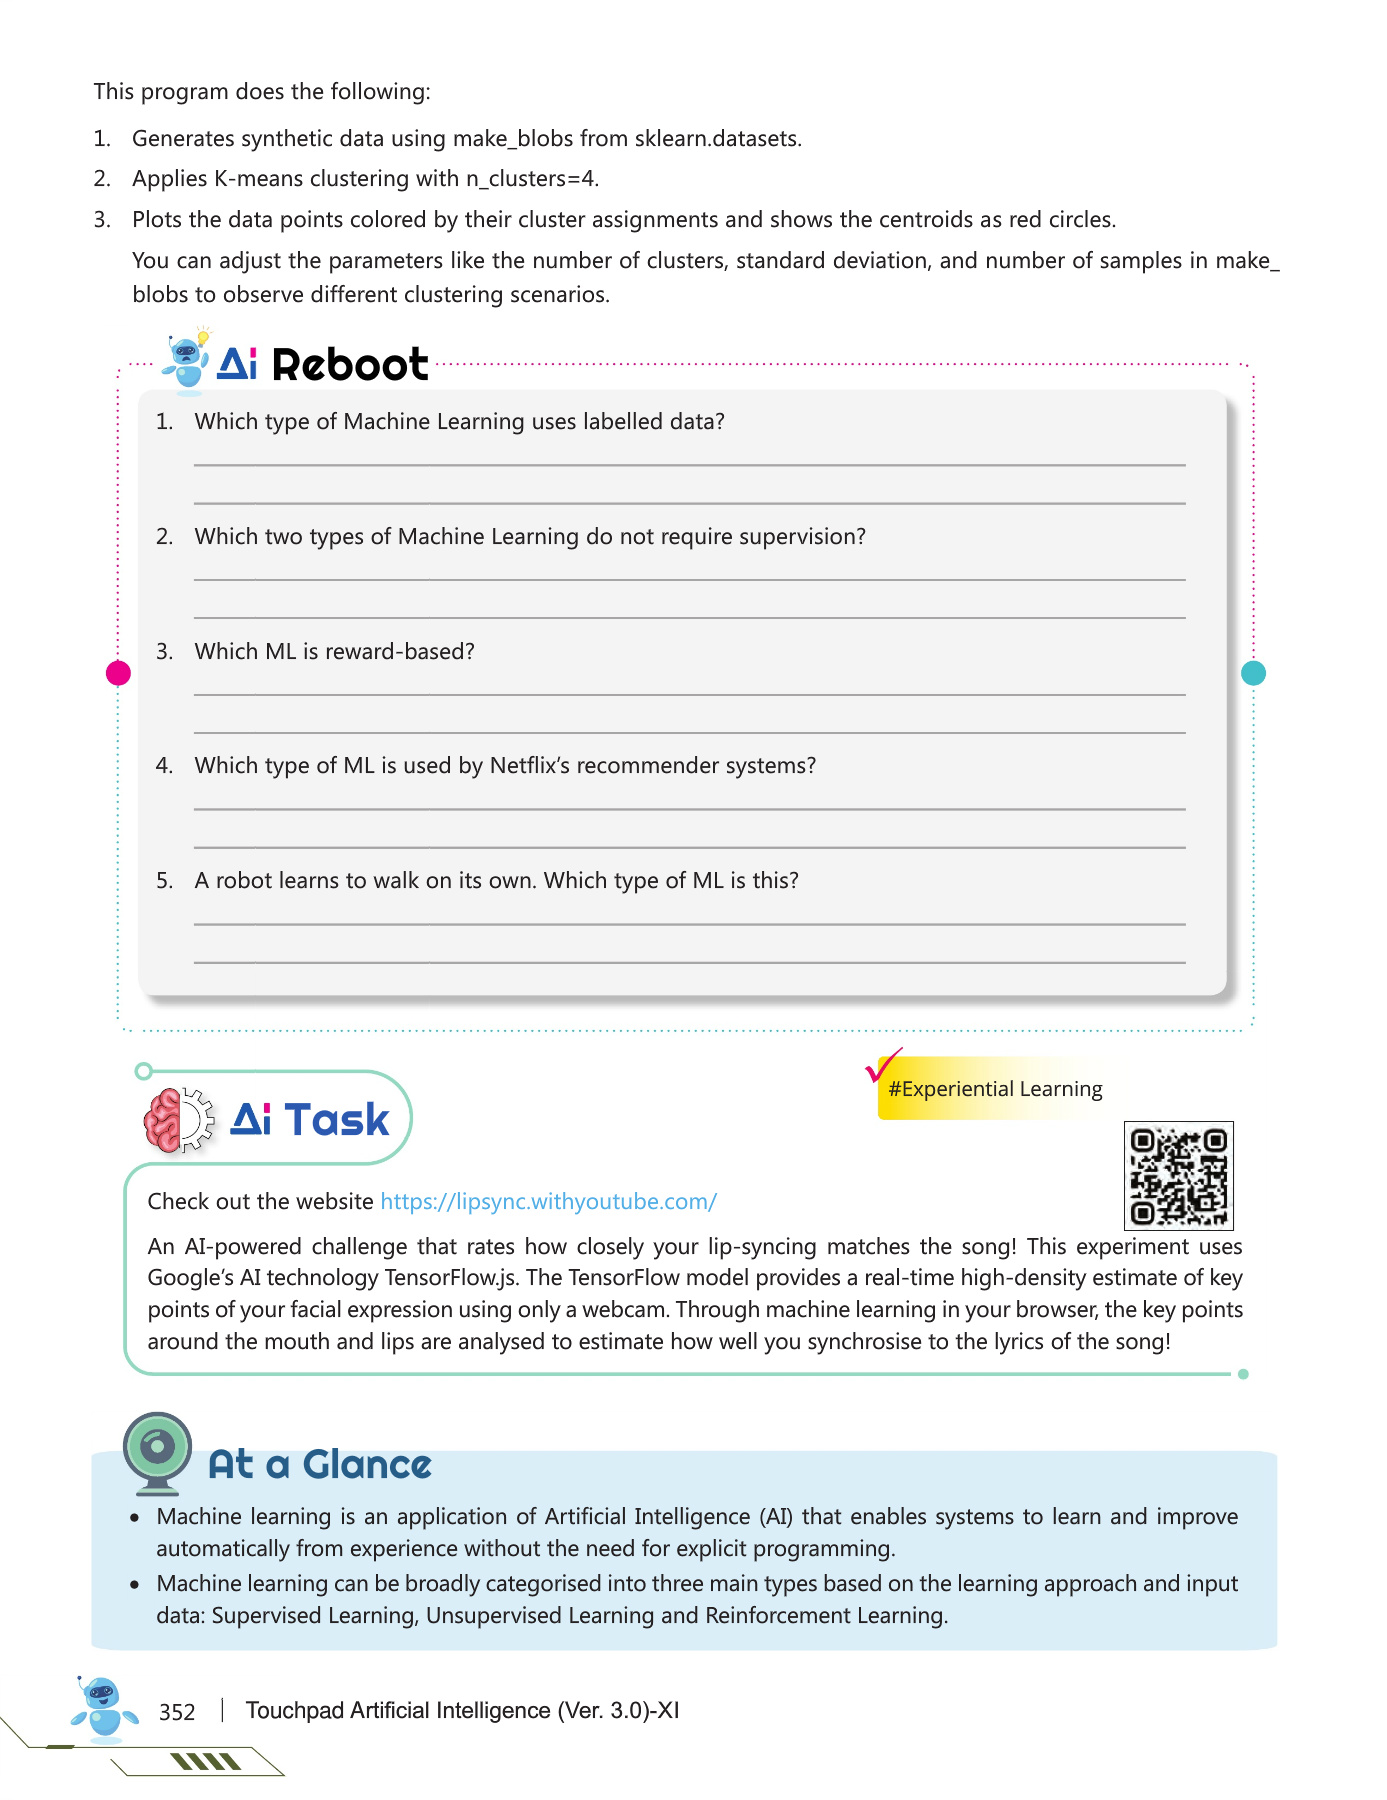 This program does the following:
1. Generates synthetic data using make_blobs from sklearn.datasets.
2. Applies K-means clustering with n_clusters=4.
3. Plots the data points colored by their cluster assignments and shows the centroids as red circles.
You can adjust the parameters like the number of clusters, standard deviation, and number of samples in make_
blobs to observe different clustering scenarios.
Ai Reboot
1. Which type of Machine Learning uses labelled data?
2. Which two types of Machine Learning do not require supervision?
3. Which ML is reward-based?
4. Which type of ML is used by Netflix’s recommender systems?
5. A robot learns to walk on its own. Which type of ML is this?
#Experiential Learning
Ai Task
Check out the website https://lipsync.withyoutube.com/
An AI-powered challenge that rates how closely your lip-syncing matches the song! This experiment uses
Google’s AI technology TensorFlow.js. The TensorFlow model provides a real-time high-density estimate of key
points of your facial expression using only a webcam. Through machine learning in your browser, the key points
around the mouth and lips are analysed to estimate how well you synchrosise to the lyrics of the song!
At a Glance
• Machine learning is an application of Artificial Intelligence (AI) that enables systems to learn and improve
automatically from experience without the need for explicit programming.
• Machine learning can be broadly categorised into three main types based on the learning approach and input
data: Supervised Learning, Unsupervised Learning and Reinforcement Learning.
352 | Touchpad Artificial Intelligence (Ver. 3.0)-XI